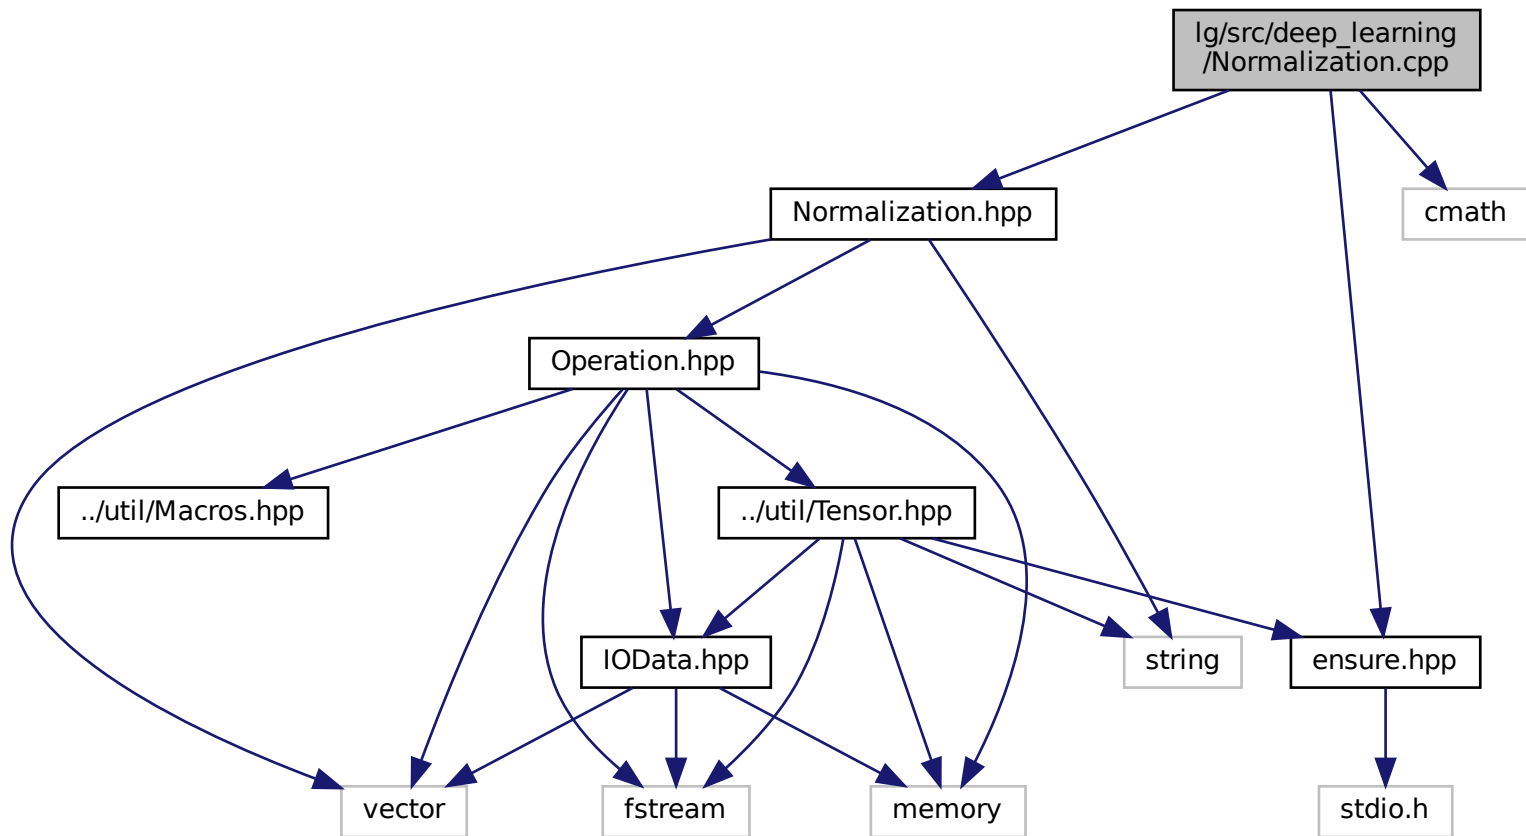 lg/src/deep_learning
/Normalization.cpp
Normalization.hpp
cmath
Operation.hpp
../util/Macros.hpp
../util/Tensor.hpp
IOData.hpp
string
ensure.hpp
vector
fstream
memory
stdio.h